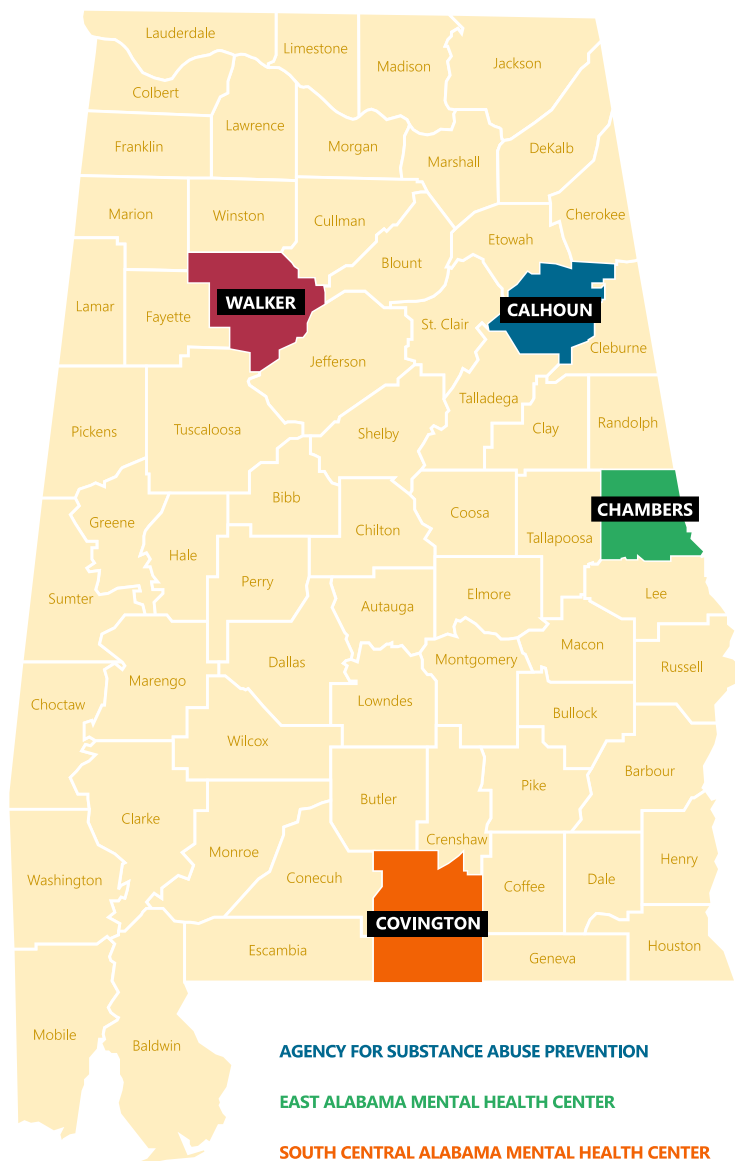 Lauderdale
Limestone
Madison
Jackson
Colbert
Lawrence
Franklin
Morgan
Marshall
DeKalb
Marion
Winston
Cullman
Cherokee
Etowah
Blount
Lamar
WALKER
Fayette
CALHOUN
St. Clair
Cleburne
Jefferson
Talladega
Pickens
Tuscaloosa
Shelby
Clay
Randolph
Bibb
Greene
Chilton
Coosa
CHAMBERS
Tallapoosa
Hale
Perry
Sumter
Autauga
Elmore
Lee
Dallas
Macon
Montgomery
Russell
Marengo
Choctaw
Lowndes
Bullock
Wilcox
Barbour
Pike
Butler
Clarke
Crenshaw
Monroe
Henry
Washington
Conecuh
Coffee
Dale
COVINGTON
Escambia
Geneva
Houston
Mobile
Baldwin
AGENCY FOR SUBSTANCE ABUSE PREVENTION
EAST ALABAMA MENTAL HEALTH CENTER
SOUTH CENTRAL ALABAMA MENTAL HEALTH CENTER